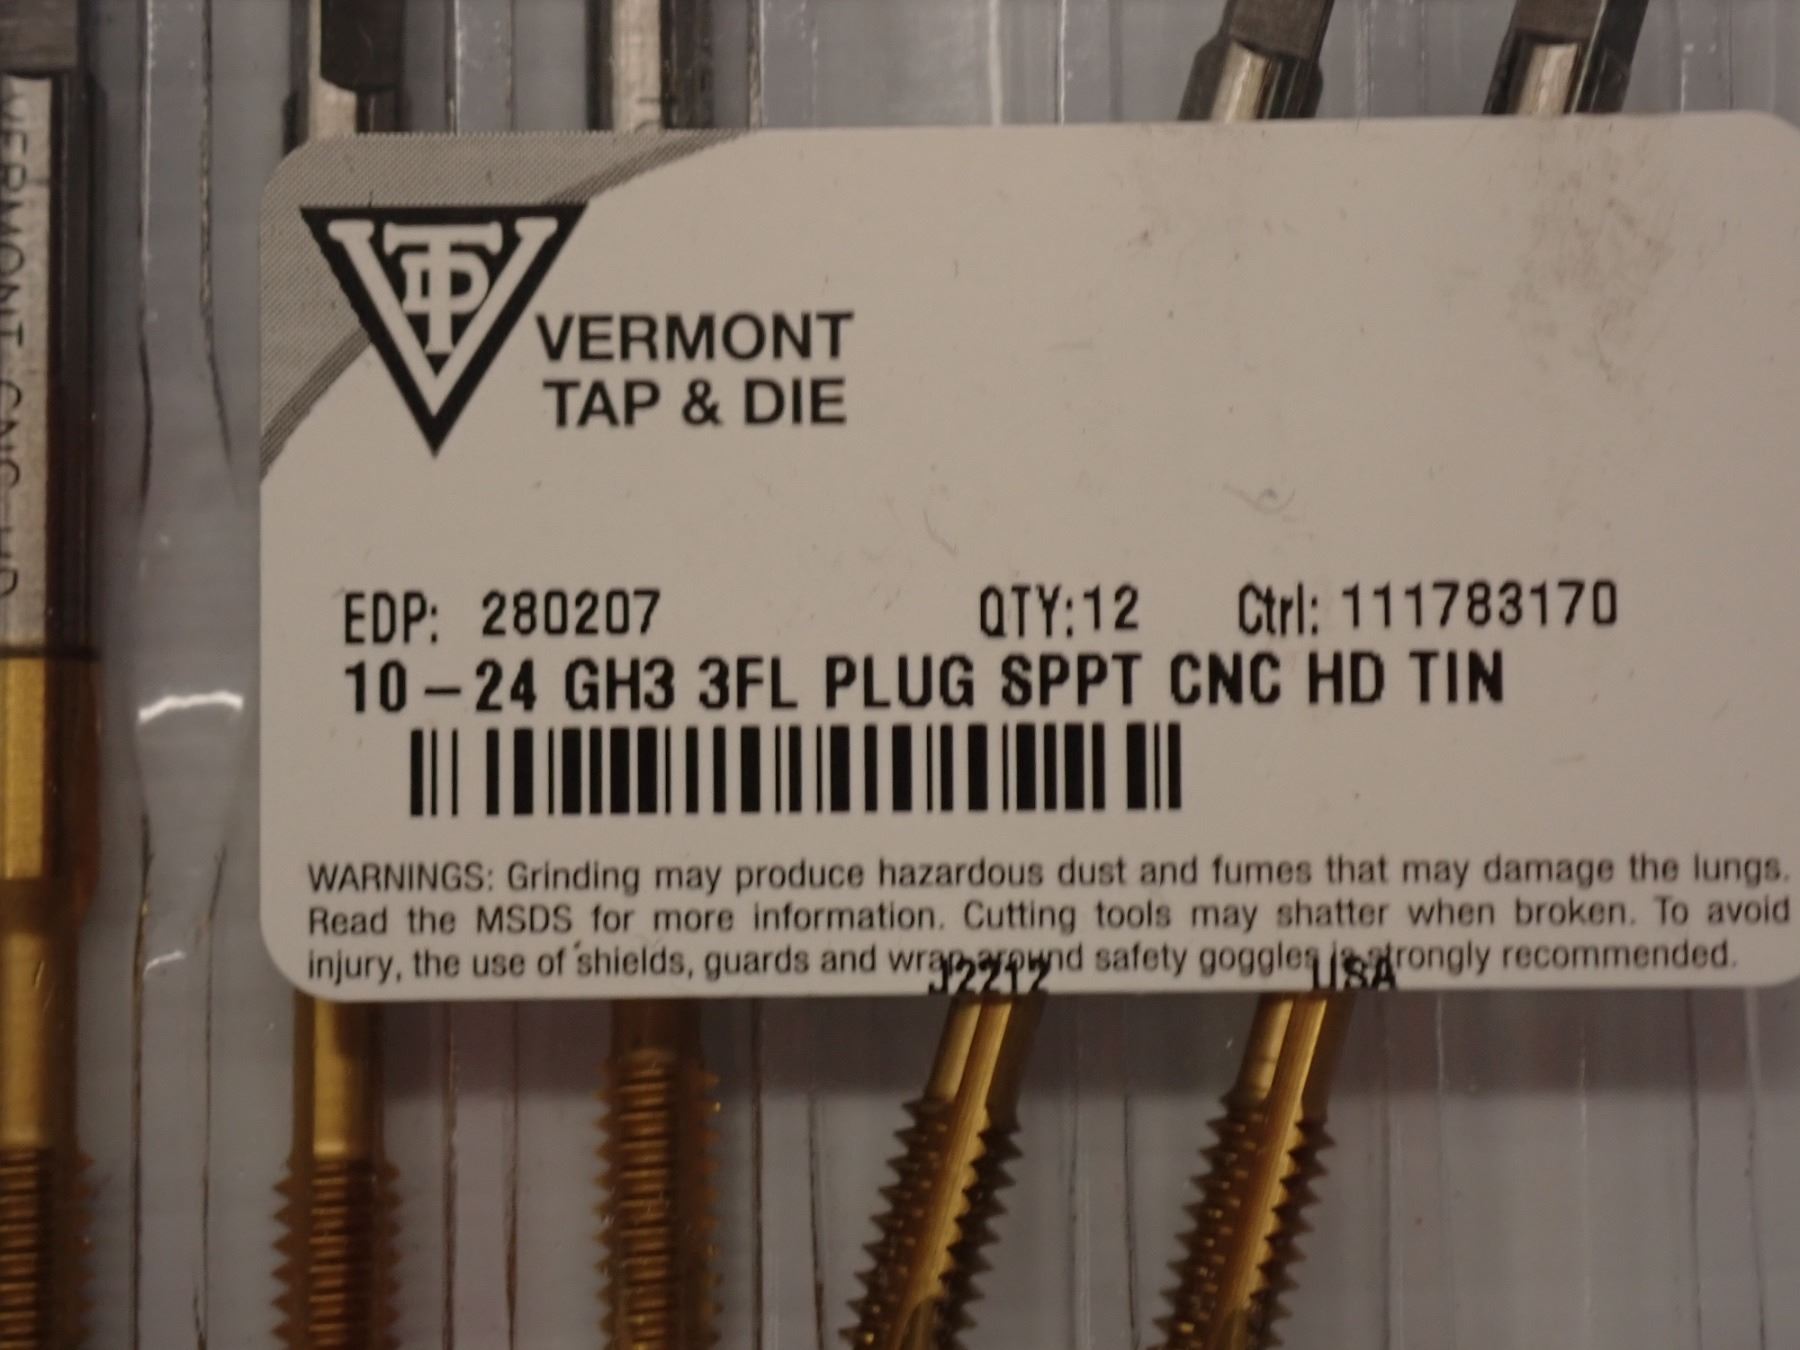 VTD
VERMONT
TAP & DIE
EDP: 280207 QTY:12 Ctrl: 111783170
10-24 GH3 3FL PLUG SPPT CNC HD TIN
WARNINGS: Grinding may produce hazardous dust and fumes that may damage the lungs.
Read the MSDS for more information. Cutting tools may shatter when broken. To avoid
injury, the use of shields, guards and wrap around safety goggles is strongly recommended.
J2212 USA
VERMONT CNC HD